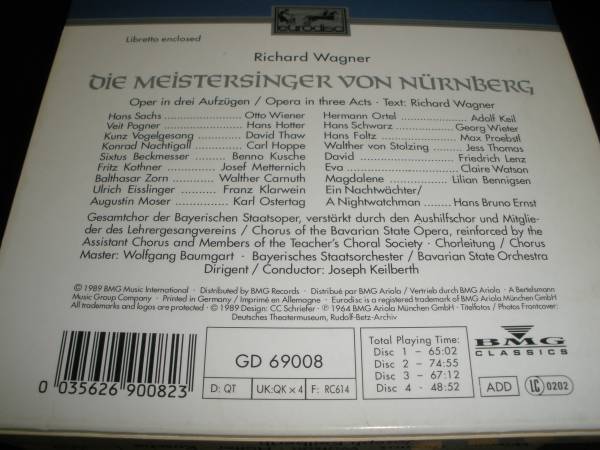 eurodisc
Libretto enclosed
Richard Wagner
DIE MEISTERSINGER VON NÜRNBERG
Oper in drei Aufzügen / Opera in three Acts · Text: Richard Wagner
Hans Sachs .................... Otto Wiener
Veit Pogner .................... Hans Hotter
Kunz Vogelgesang ............ David Thaw
Konrad Nachtigall ............ Carl Hoppe
Sixtus Beckmesser ......... Benno Kusche
Fritz Kothner ............ Josef Metternich
Balthasar Zorn ......... Walther Carnuth
Ulrich Eisslinger ......... Franz Klarwein
Augustin Moser ......... Karl Ostertag
Hermann Ortel .................... Adolf Keil
Hans Schwarz ............... Georg Wieter
Hans Foltz .................... Max Proebstl
Walther von Stolzing ...... Jess Thomas
David .................... Friedrich Lenz
Eva .................... Claire Watson
Magdalene ............ Lilian Bennigsen
Ein Nachtwächter/
A Nightwatchman ...... Hans Bruno Ernst
Gesamtchor der Bayerischen Staatsoper, verstärkt durch den Aushilfschor und Mitglie-
der des Lehrergesangvereins / Chorus of the Bavarian State Opera, reinforced by the
Assistant Chorus and Members of the Teacher's Choral Society · Chorleitung / Chorus
Master: Wolfgang Baumgart · Bayerisches Staatsorchester / Bavarian State Orchestra
Dirigent / Conductor: Joseph Keilberth
© 1989 BMG Music International · Distributed by BMG Records · Distribué par BMG Ariola / Vertrieb durch BMG Ariola · A Bertelsmann
Music Group Company · Printed in Germany / Imprimé en Allemagne · Eurodisc is a registered trademark of BMG Ariola München GmbH
All trademarks and logos are protected · © 1989 Design: CC Schriefer · ℗ 1964 BMG Ariola München GmbH · Titelfotos / Photos Frontcover:
Deutsches Theatermuseum, Rudolf-Betz-Archiv
0 035626 900823
GD 69008
D: QT
UK: QK × 4
F: RC614
Total Playing Time:
Disc 1 - 65:02
Disc 2 - 74:55
Disc 3 - 67:12
Disc 4 - 48:52
BMG
CLASSICS
ADD
LC 0202